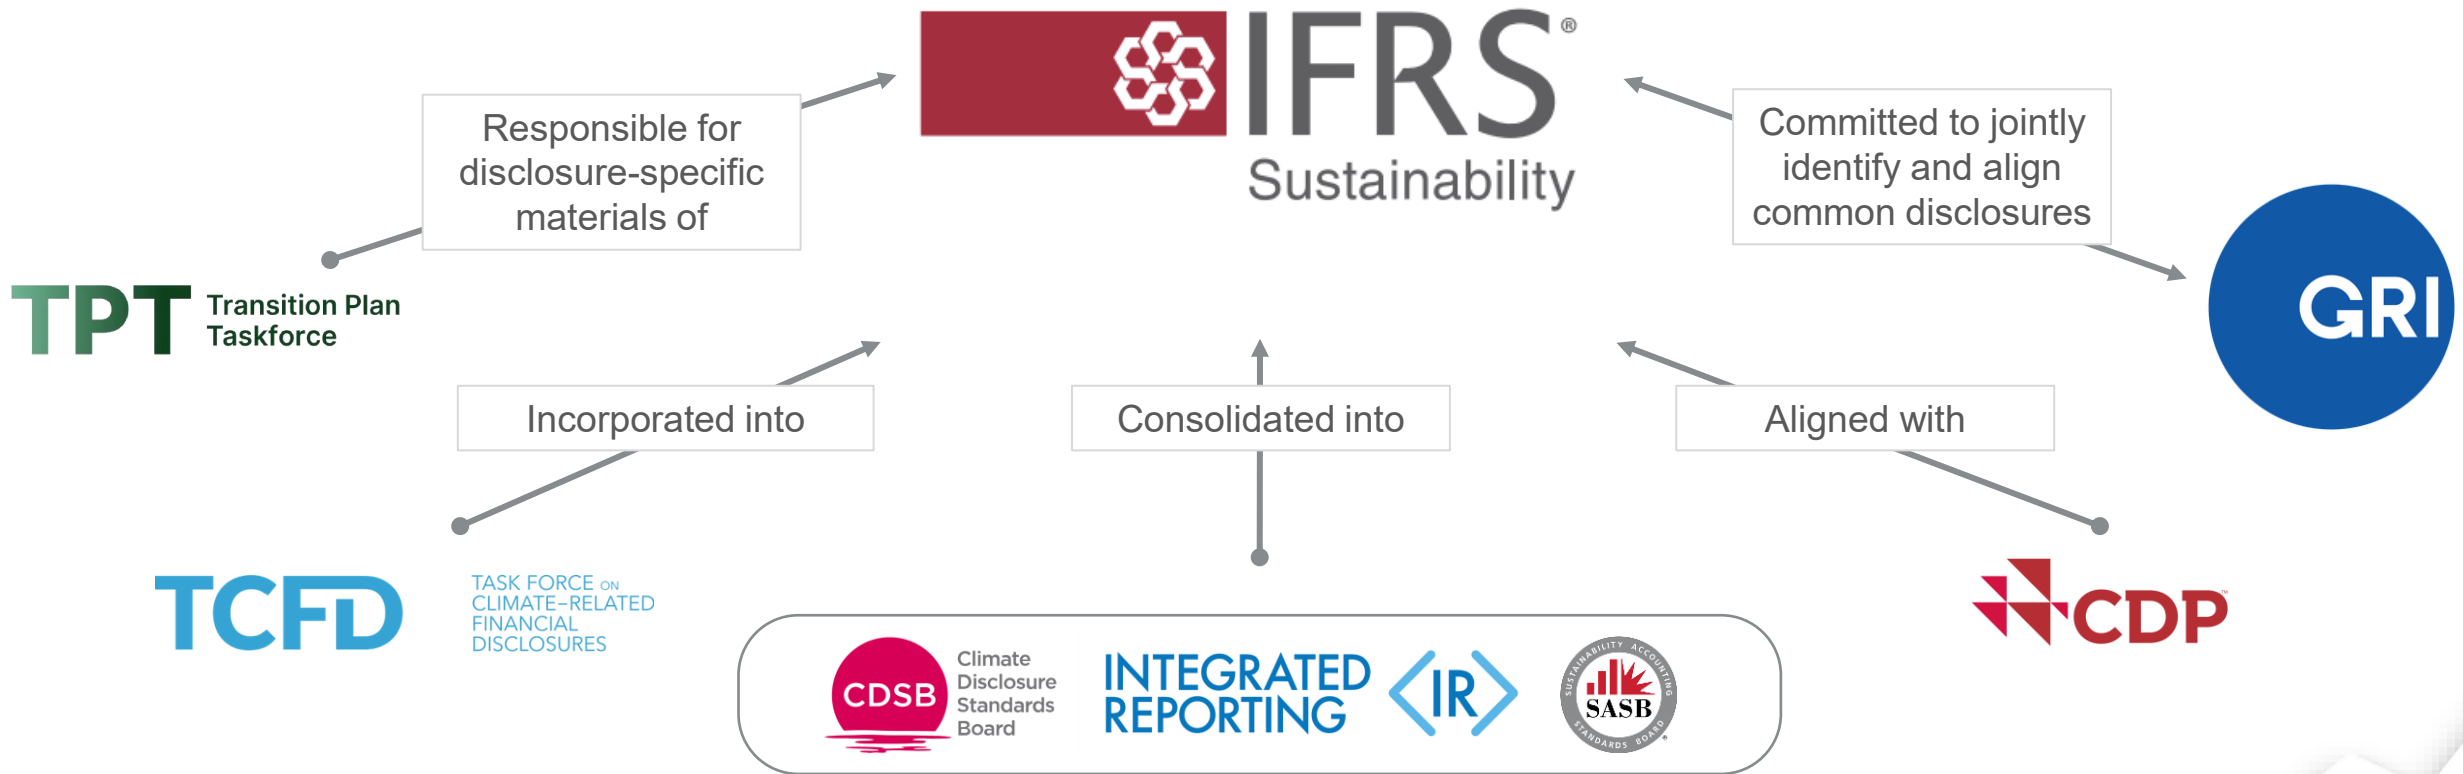 IFRS®
Sustainability
Responsible for
disclosure-specific
materials of
Committed to jointly
identify and align
common disclosures
TPT Transition Plan
Taskforce
GRI
Incorporated into
Consolidated into
Aligned with
TCFD
TASK FORCE ON
CLIMATE-RELATED
FINANCIAL
DISCLOSURES
CDSB
Climate
Disclosure
Standards
Board
INTEGRATED
REPORTING
<IR>
SUSTAINABILITY ACCOUNTING
SASB
STANDARDS BOARD
®
CDP™